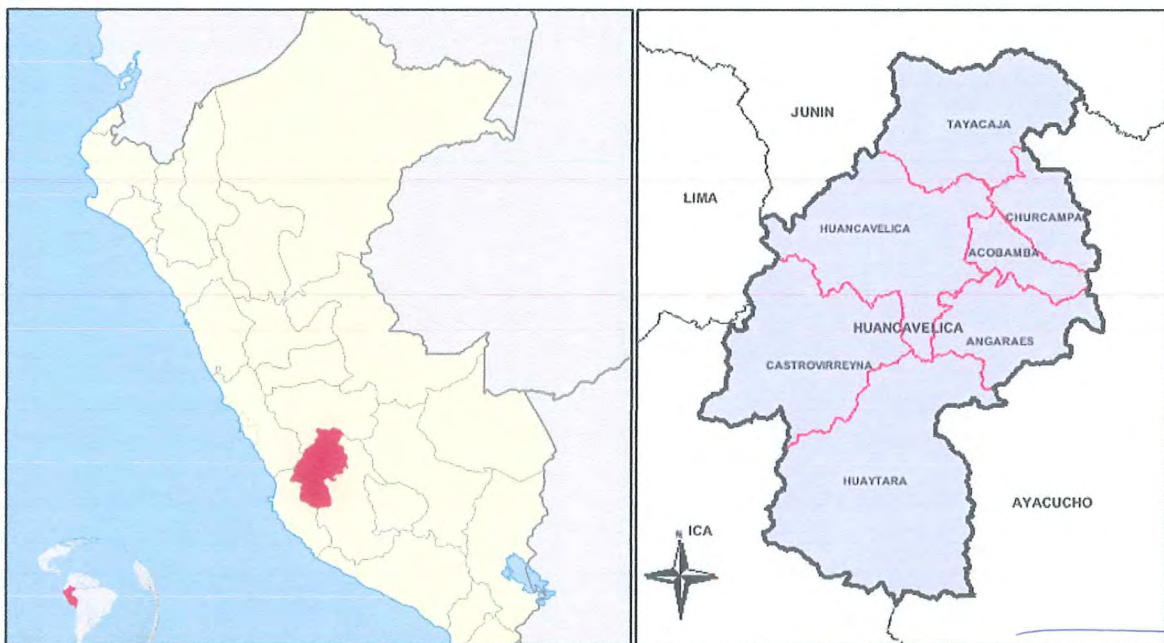 JUNIN
TAYACAJA
LIMA
CHURCAMPA
HUANCAVELICA
ACOBAMBA
HUANCAVELICA
ANGARAES
CASTROVIRREYNA
HUAYTARA
AYACUCHO
N
ICA